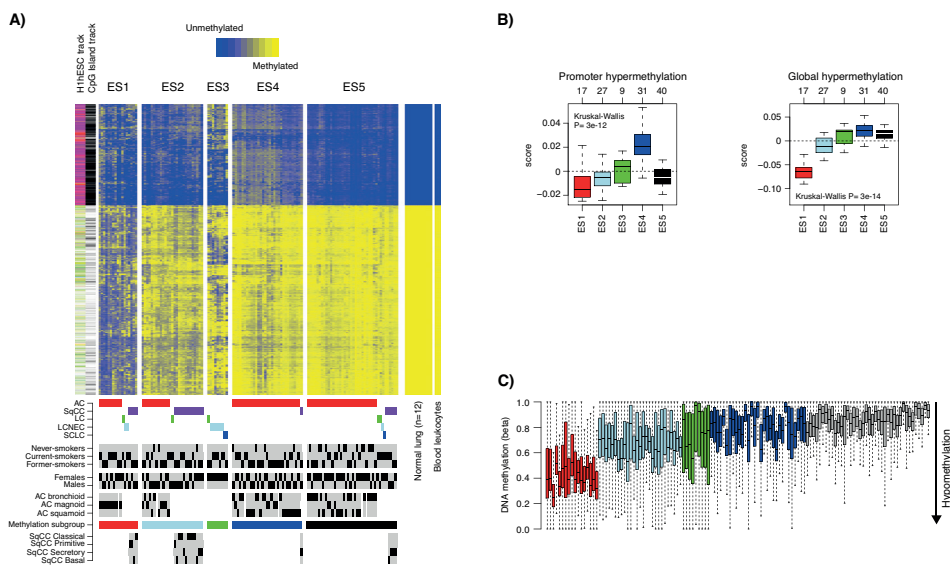 A)
Unmethylated
Methylated
H1hESC track
CpG Island track
ES1 ES2 ES3 ES4 ES5
AC
SqCC
LC
LCNEC
SCLC
Never-smokers
Current-smokers
Former-smokers
Females
Males
AC bronchioid
AC magnoid
AC squamoid
Methylation subgroup
SqCC Classical
SqCC Primitive
SqCC Secretory
SqCC Basal
Normal lung (n=12)
Blood leukocytes
B)
Promoter hypermethylation
17 27 9 31 40
Kruskal-Wallis
P= 3e-12
score
0.04
0.02
0.00
−0.02
ES1 ES2 ES3 ES4 ES5
Global hypermethylation
17 27 9 31 40
score
0.05
0.00
−0.05
−0.10
Kruskal-Wallis P= 3e-14
ES1 ES2 ES3 ES4 ES5
C)
DNA methylation (beta)
1.0
0.8
0.6
0.4
0.2
0.0
Hypomethylation